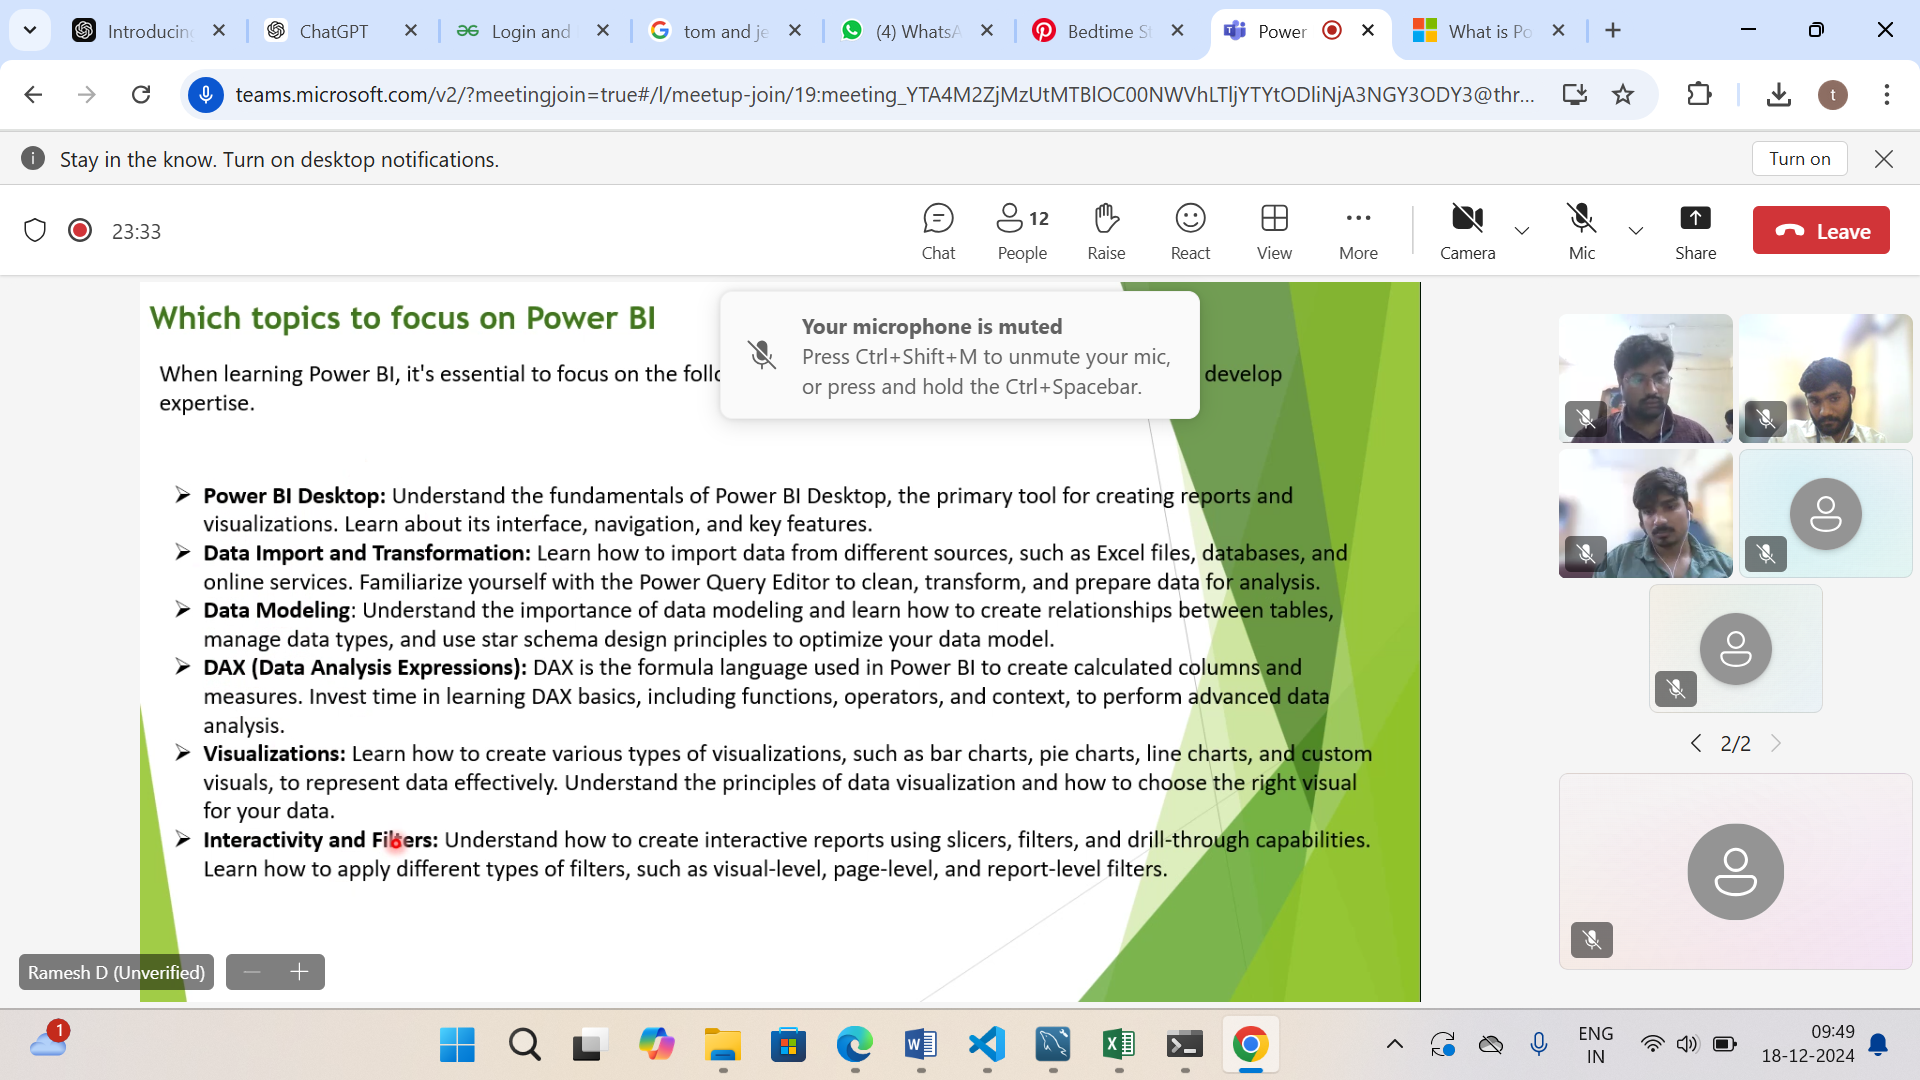 Introducing
ChatGPT
Login and
tom and je
(4) WhatsA
Bedtime St
Power
What is Po
teams.microsoft.com/v2/?meetingjoin=true#/l/meetup-join/19:meeting_YTA4M2ZjMzUtMTBlOC00NWVhLTljYTYtODliNjA3NGY3ODY3@thr...
t
Stay in the know. Turn on desktop notifications.
Turn on
23:33
Chat
12
People
Raise
React
View
More
Camera
Mic
Share
Leave
Which topics to focus on Power BI
Your microphone is muted
Press Ctrl+Shift+M to unmute your mic,
or press and hold the Ctrl+Spacebar.
When learning Power BI, it's essential to focus on the develop
expertise.
Power BI Desktop: Understand the fundamentals of Power BI Desktop, the primary tool for creating reports and
visualizations. Learn about its interface, navigation, and key features.
Data Import and Transformation: Learn how to import data from different sources, such as Excel files, databases, and
online services. Familiarize yourself with the Power Query Editor to clean, transform, and prepare data for analysis.
Data Modeling: Understand the importance of data modeling and learn how to create relationships between tables,
manage data types, and use star schema design principles to optimize your data model.
DAX (Data Analysis Expressions): DAX is the formula language used in Power BI to create calculated columns and
measures. Invest time in learning DAX basics, including functions, operators, and context, to perform advanced data
analysis.
Visualizations: Learn how to create various types of visualizations, such as bar charts, pie charts, line charts, and custom
visuals, to represent data effectively. Understand the principles of data visualization and how to choose the right visual
for your data.
Interactivity and Filters: Understand how to create interactive reports using slicers, filters, and drill-through capabilities.
Learn how to apply different types of filters, such as visual-level, page-level, and report-level filters.
2/2
Ramesh D (Unverified)
1
ENG
IN
09:49
18-12-2024